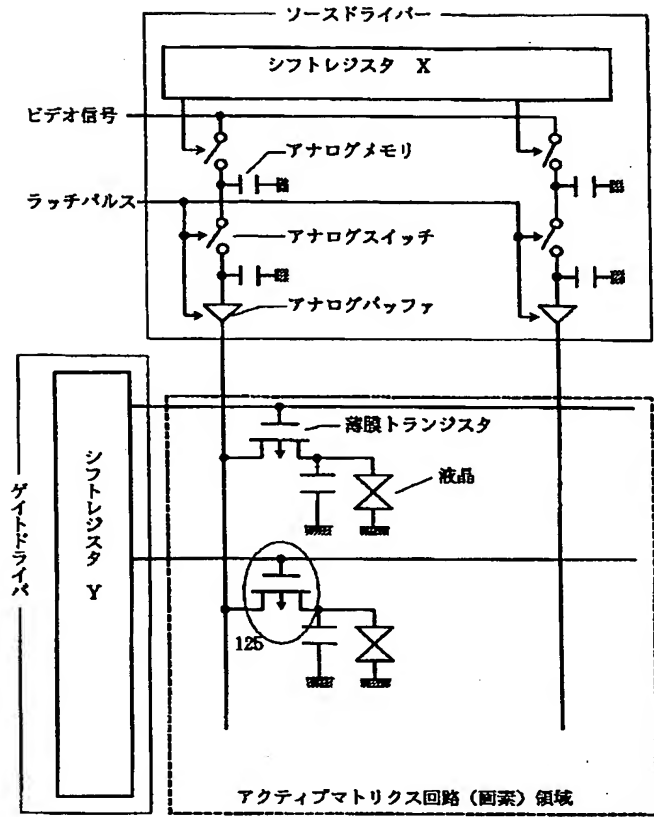 ソースドライバー
シフトレジスタ X
ビデオ信号
アナログメモリ
ラッチパルス
アナログスイッチ
アナログバッファ
薄膜トランジスタ
液晶
シフトレジスタ Y
ゲイトドライバ
125
アクティブマトリクス回路（画素）領域